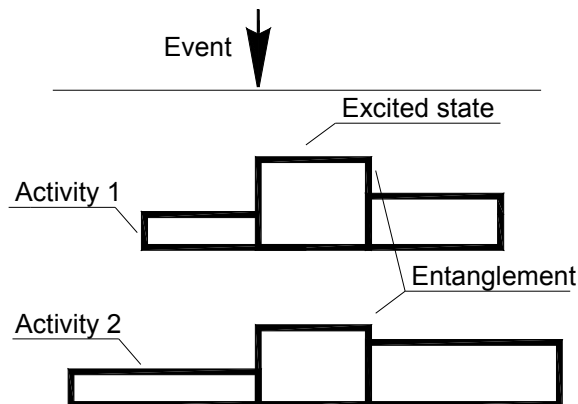 Event
Excited state
Activity 1
Entanglement
Activity 2